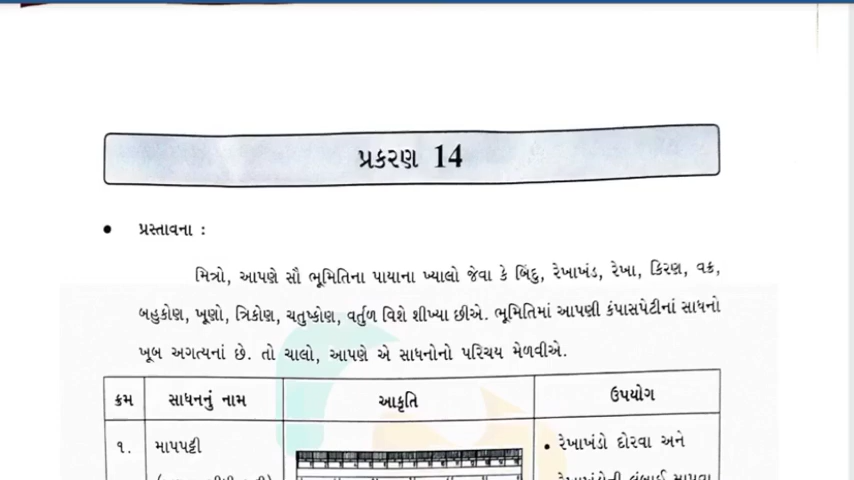 પ્રકરણ 14
• પ્રસ્તાવના :
મિત્રો, આપણે સૌ ભૂમિતિના પાયાના ખ્યાલો જેવા કે બિંદુ, રેખાખંડ, રેખા, કિરણ, વક્ર,
બહુકોણ, ખૂણો, ત્રિકોણ, ચતુષ્કોણ, વર્તુળ વિશે શીખ્યા છીએ. ભૂમિતિમાં આપણી કંપાસપેટીનાં સાધનો
ખૂબ અગત્યનાં છે. તો ચાલો, આપણે એ સાધનોનો પરિચય મેળવીએ.
ક્રમ સાધનનું નામ આકૃતિ ઉપયોગ
૧. માપપટ્ટી • રેખાખંડો દોરવા અને